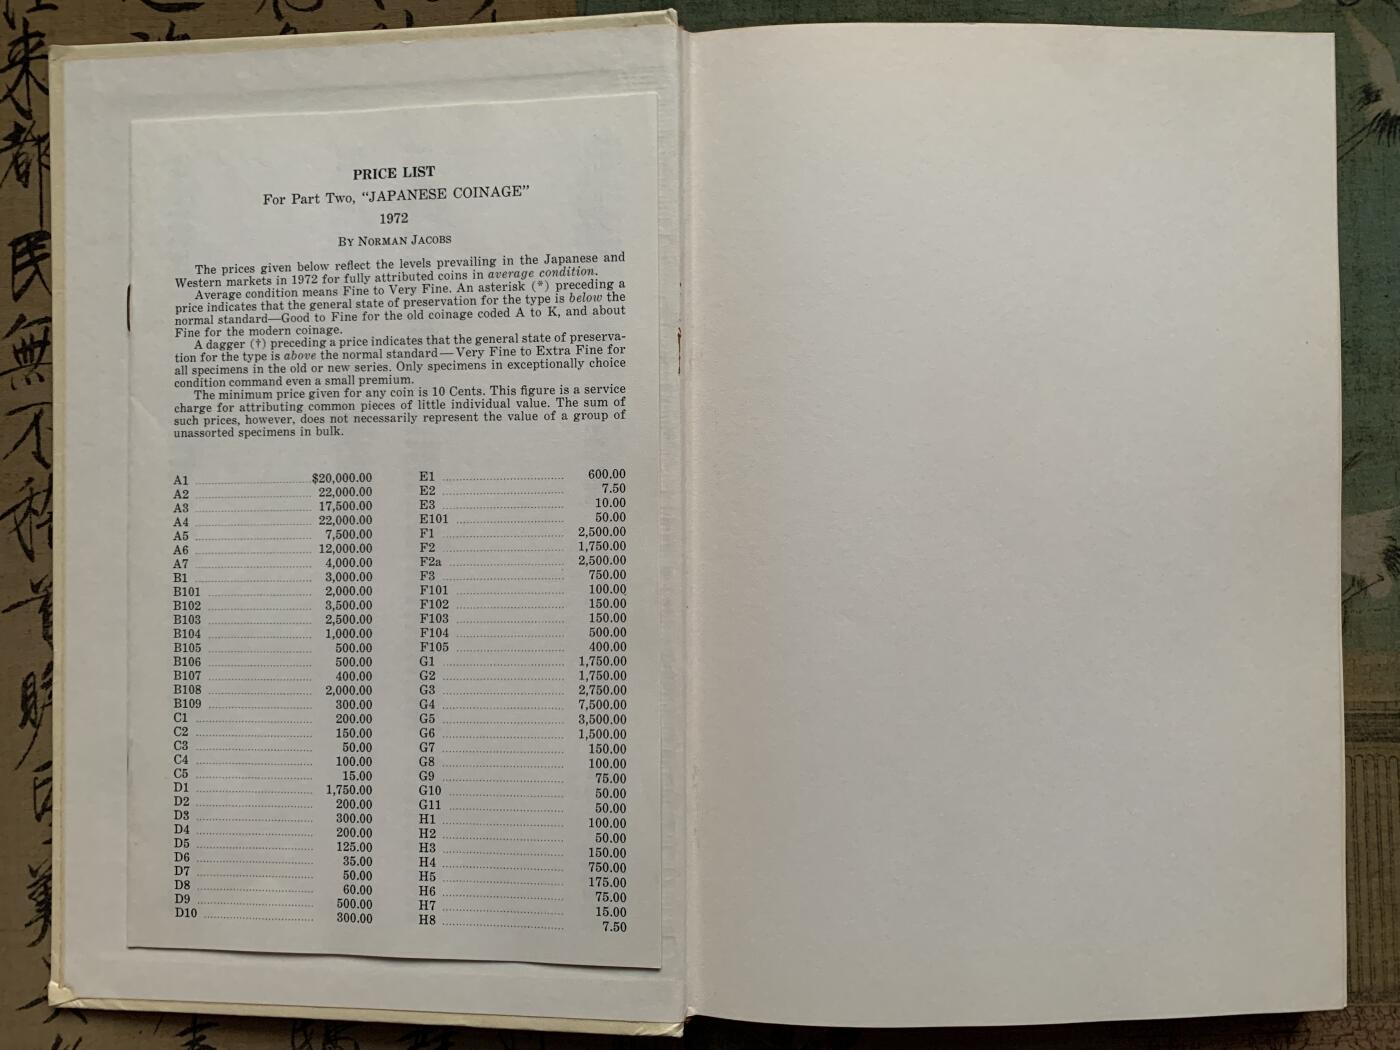 PRICE LIST
For Part Two, “JAPANESE COINAGE”
1972
BY NORMAN JACOBS
The prices given below reflect the levels prevailing in the Japanese and
Western markets in 1972 for fully attributed coins in average condition.
Average condition means Fine to Very Fine. An asterisk (*) preceding a
price indicates that the general state of preservation for the type is below the
normal standard—Good to Fine for the old coinage coded A to K, and about
Fine for the modern coinage.
A dagger (†) preceding a price indicates that the general state of preserva-
tion for the type is above the normal standard—Very Fine to Extra Fine for
all specimens in the old or new series. Only specimens in exceptionally choice
condition command even a small premium.
The minimum price given for any coin is 10 Cents. This figure is a service
charge for attributing common pieces of little individual value. The sum of
such prices, however, does not necessarily represent the value of a group of
unassorted specimens in bulk.
A1 $20,000.00
A2 22,000.00
A3 17,500.00
A4 22,000.00
A5 7,500.00
A6 12,000.00
A7 4,000.00
B1 3,000.00
B101 2,000.00
B102 3,500.00
B103 2,500.00
B104 1,000.00
B105 500.00
B106 500.00
B107 400.00
B108 2,000.00
B109 300.00
C1 200.00
C2 150.00
C3 50.00
C4 100.00
C5 15.00
D1 1,750.00
D2 200.00
D3 300.00
D4 200.00
D5 125.00
D6 35.00
D7 50.00
D8 60.00
D9 500.00
D10 300.00
E1 600.00
E2 7.50
E3 10.00
E101 50.00
F1 2,500.00
F2 1,750.00
F2a 2,500.00
F3 750.00
F101 100.00
F102 150.00
F103 150.00
F104 500.00
F105 400.00
G1 1,750.00
G2 1,750.00
G3 2,750.00
G4 7,500.00
G5 3,500.00
G6 1,500.00
G7 150.00
G8 100.00
G9 75.00
G10 50.00
G11 50.00
H1 100.00
H2 50.00
H3 150.00
H4 750.00
H5 175.00
H6 75.00
H7 15.00
H8 7.50
來
都
民
無
不